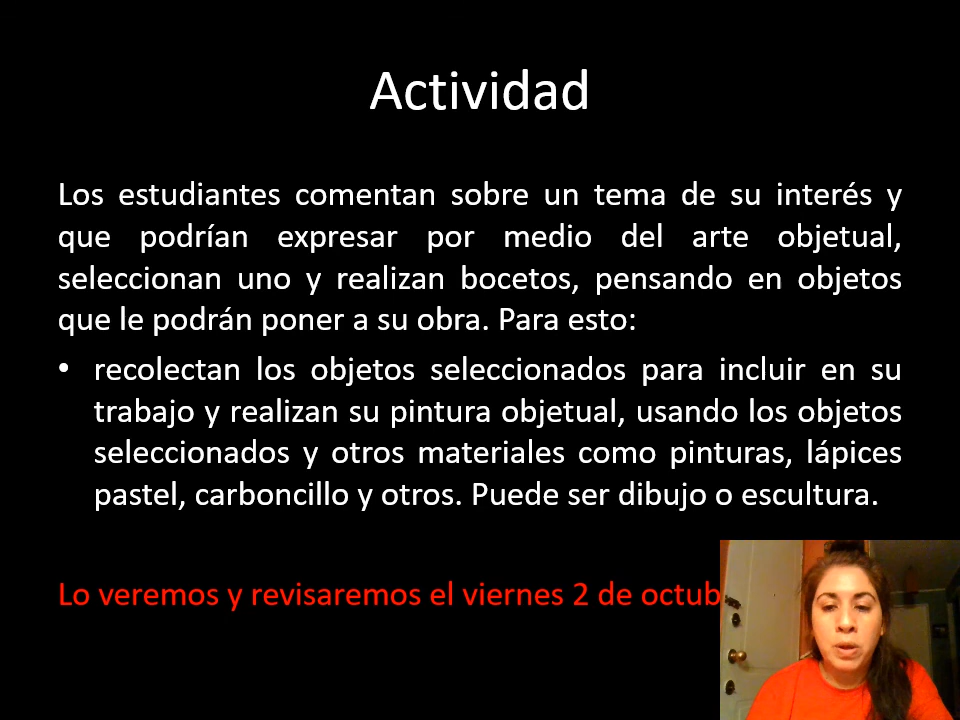 Actividad
Los estudiantes comentan sobre un tema de su interés y
que podrían expresar por medio del arte objetual,
seleccionan uno y realizan bocetos, pensando en objetos
que le podrán poner a su obra. Para esto:
• recolectan los objetos seleccionados para incluir en su
trabajo y realizan su pintura objetual, usando los objetos
seleccionados y otros materiales como pinturas, lápices
pastel, carboncillo y otros. Puede ser dibujo o escultura.
Lo veremos y revisaremos el viernes 2 de octub